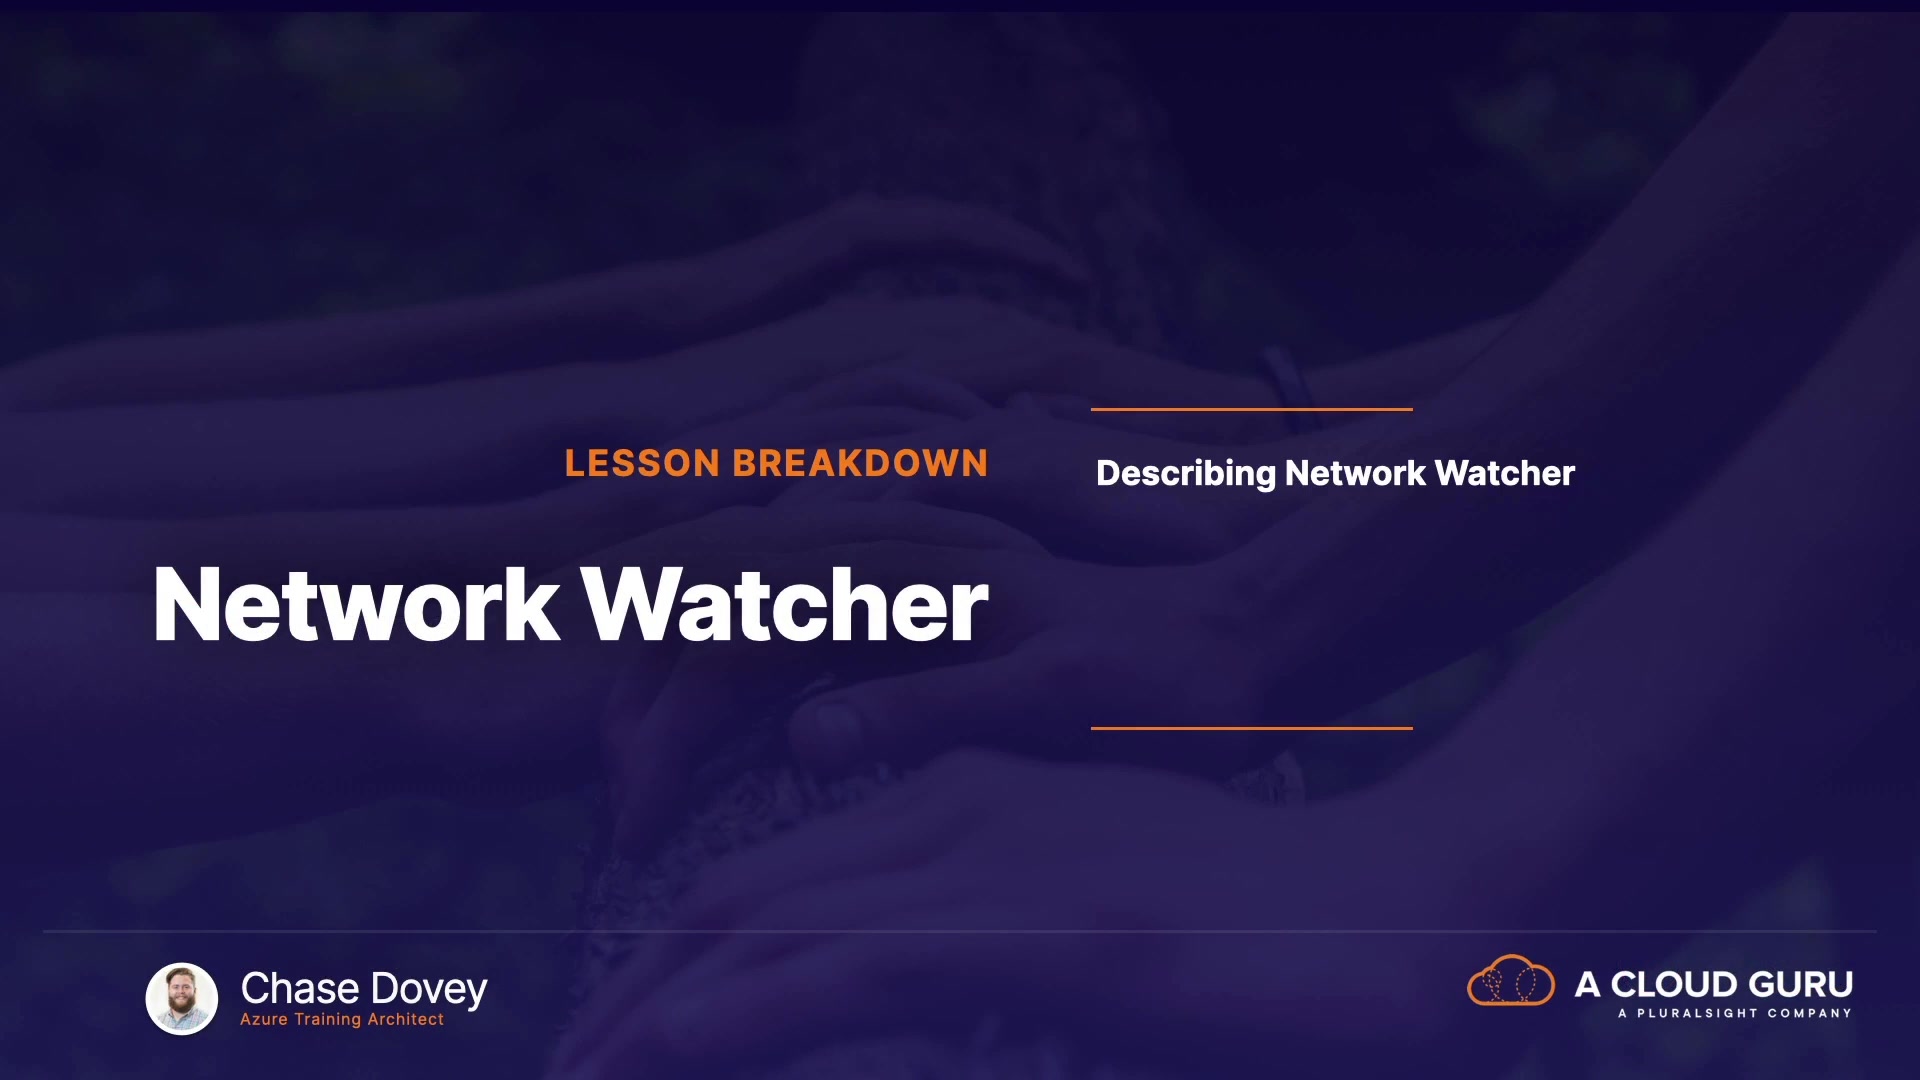 LESSON BREAKDOWN
Network Watcher
Describing Network Watcher
Chase Dovey
Azure Training Architect
A CLOUD GURU
A PLURALSIGHT COMPANY